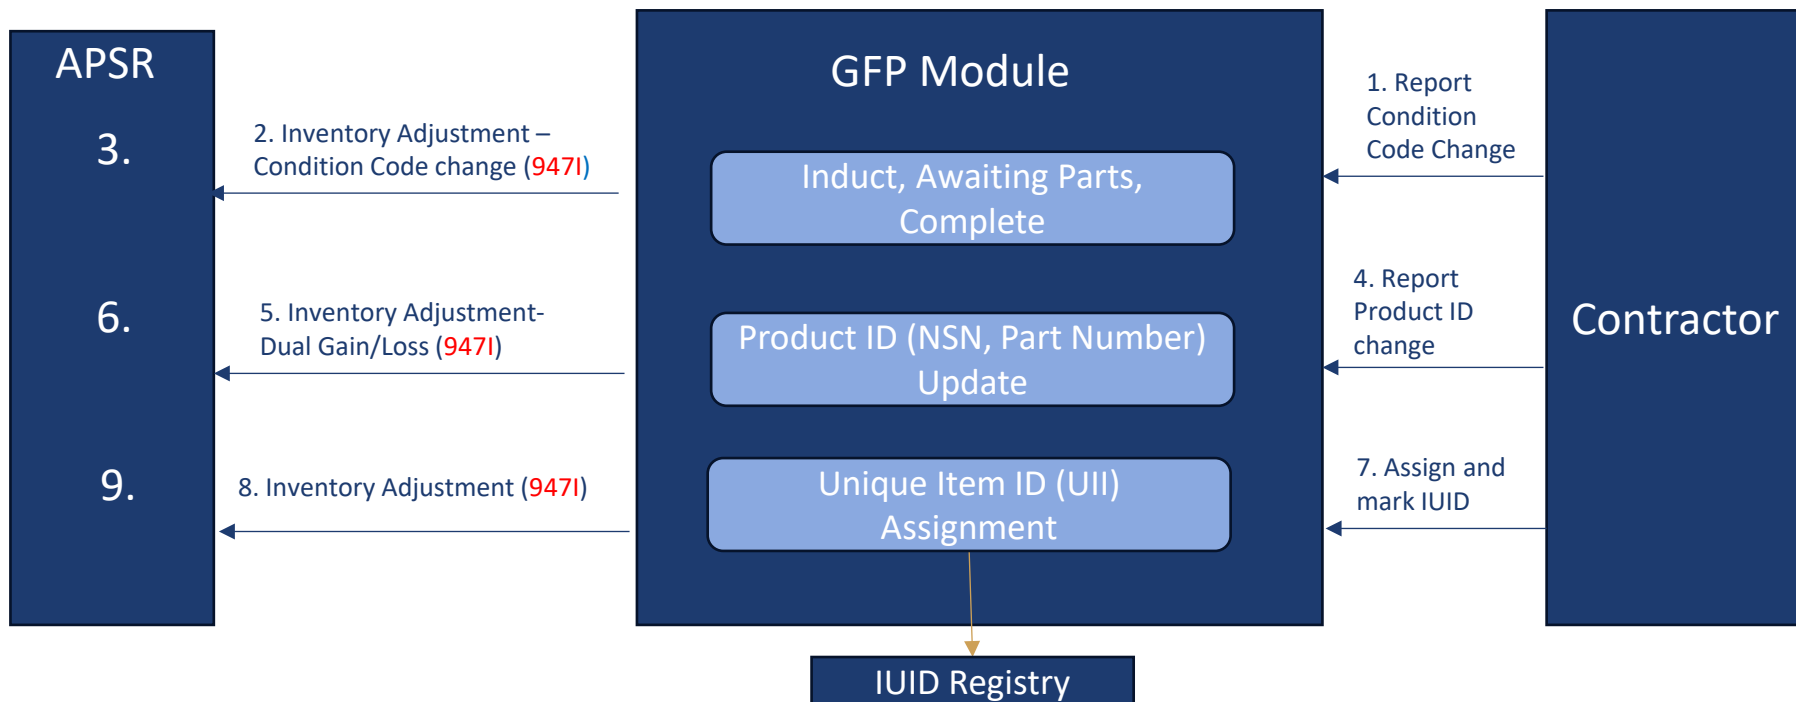 APSR
3.
6.
9.
2. Inventory Adjustment –
Condition Code change (947I)
5. Inventory Adjustment-
Dual Gain/Loss (947I)
8. Inventory Adjustment (947I)
GFP Module
Induct, Awaiting Parts,
Complete
Product ID (NSN, Part Number)
Update
Unique Item ID (UII)
Assignment
IUID Registry
1. Report
Condition
Code Change
4. Report
Product ID
change
7. Assign and
mark IUID
Contractor